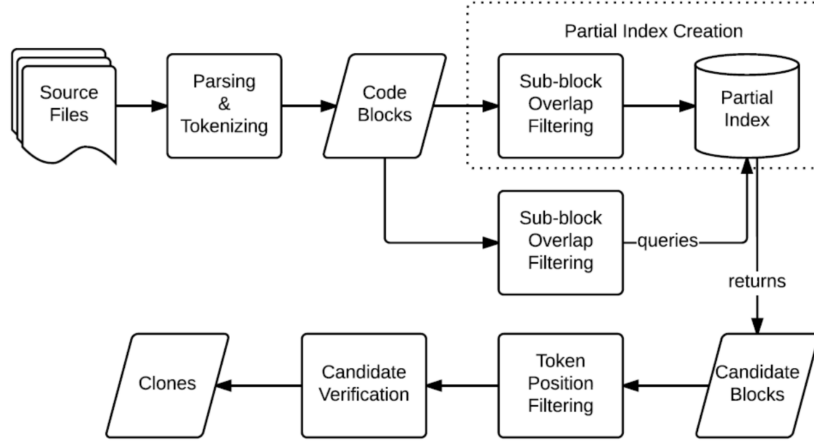 Partial Index Creation
Source
Files
Parsing
&
Tokenizing
Code
Blocks
Sub-block
Overlap
Filtering
Partial
Index
Sub-block
Overlap
Filtering
queries
returns
Clones
Candidate
Verification
Token
Position
Filtering
Candidate
Blocks